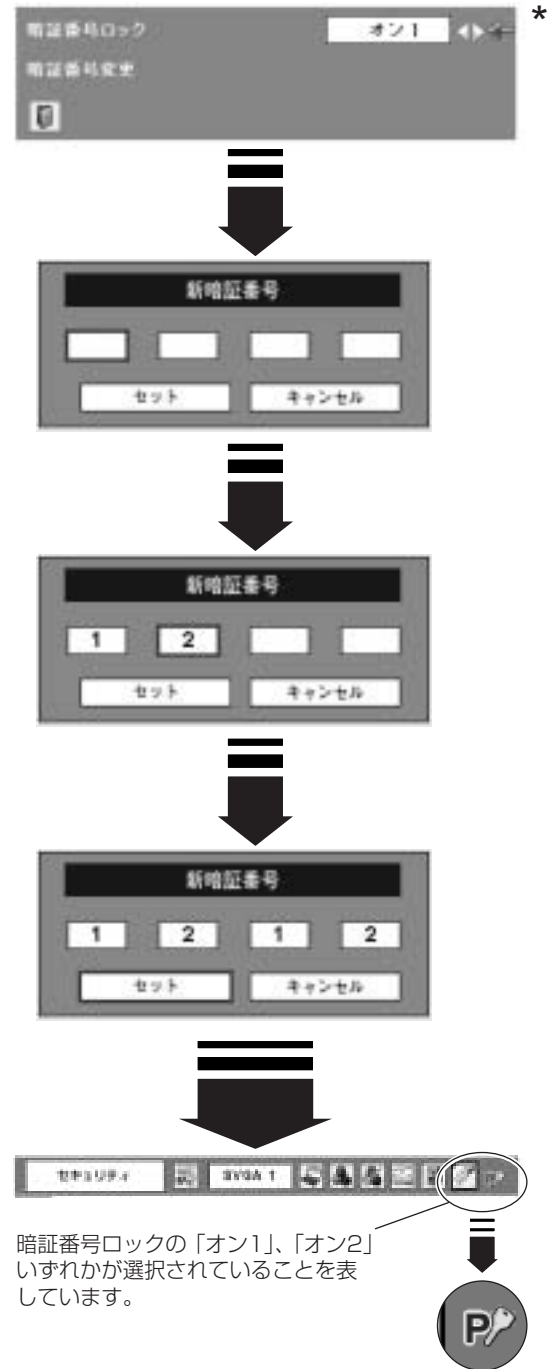 暗証番号ロック オン1 *
暗証番号変更
新暗証番号
セット キャンセル
新暗証番号
1 2
セット キャンセル
新暗証番号
1 2 1 2
セット キャンセル
セキュリティ SVGA 1
暗証番号ロックの「オン1」、「オン2」
いずれかが選択されていることを表
しています。
P